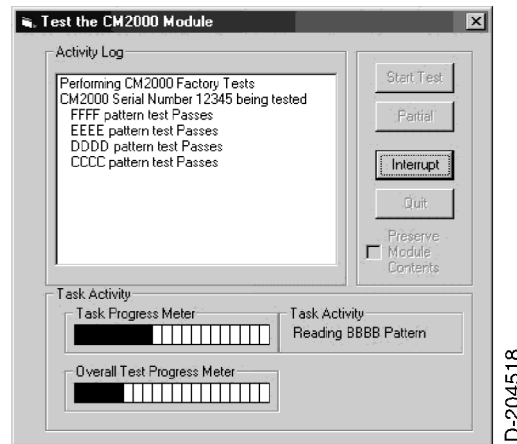 Test the CM2000 Module
Activity Log
Performing CM2000 Factory Tests
CM2000 Serial Number 12345 being tested
FFFF pattern test Passes
EEEE pattern test Passes
DDDD pattern test Passes
CCCC pattern test Passes
Start Test
Partial
Interrupt
Quit
Preserve
Module
Contents
Task Activity
Task Progress Meter
Task Activity
Reading BBBB Pattern
Overall Test Progress Meter
D-204518